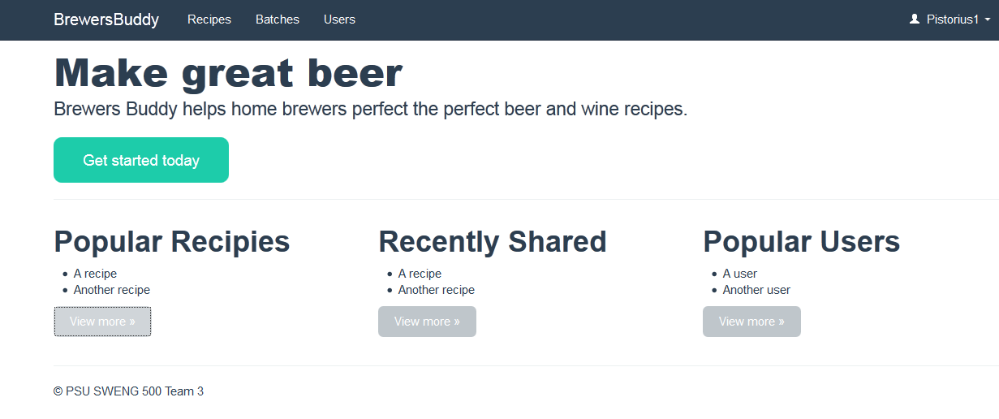 BrewersBuddy Recipes Batches Users Pistorius1
Make great beer
Brewers Buddy helps home brewers perfect the perfect beer and wine recipes.
Get started today
Popular Recipies
• A recipe
• Another recipe
View more »
Recently Shared
• A recipe
• Another recipe
View more »
Popular Users
• A user
• Another user
View more »
© PSU SWENG 500 Team 3